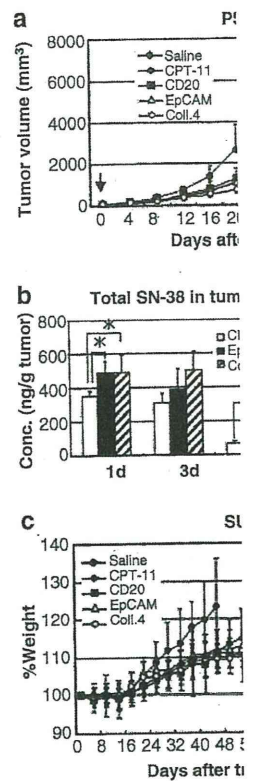 a
8000
6000
4000
2000
0
Tumor volume (mm³)
Saline
CPT-11
CD20
EpCAM
Coll.4
0 4 8 12 16
Days
b
Total SN-38 in
800
600
400
200
0
Conc. (ng/g tumor)
* *
1d 3d
c
140
130
120
110
100
90
%Weight
Saline
CPT-11
CD20
EpCAM
Coll.4
0 8 16 24 32 40 48
Days after